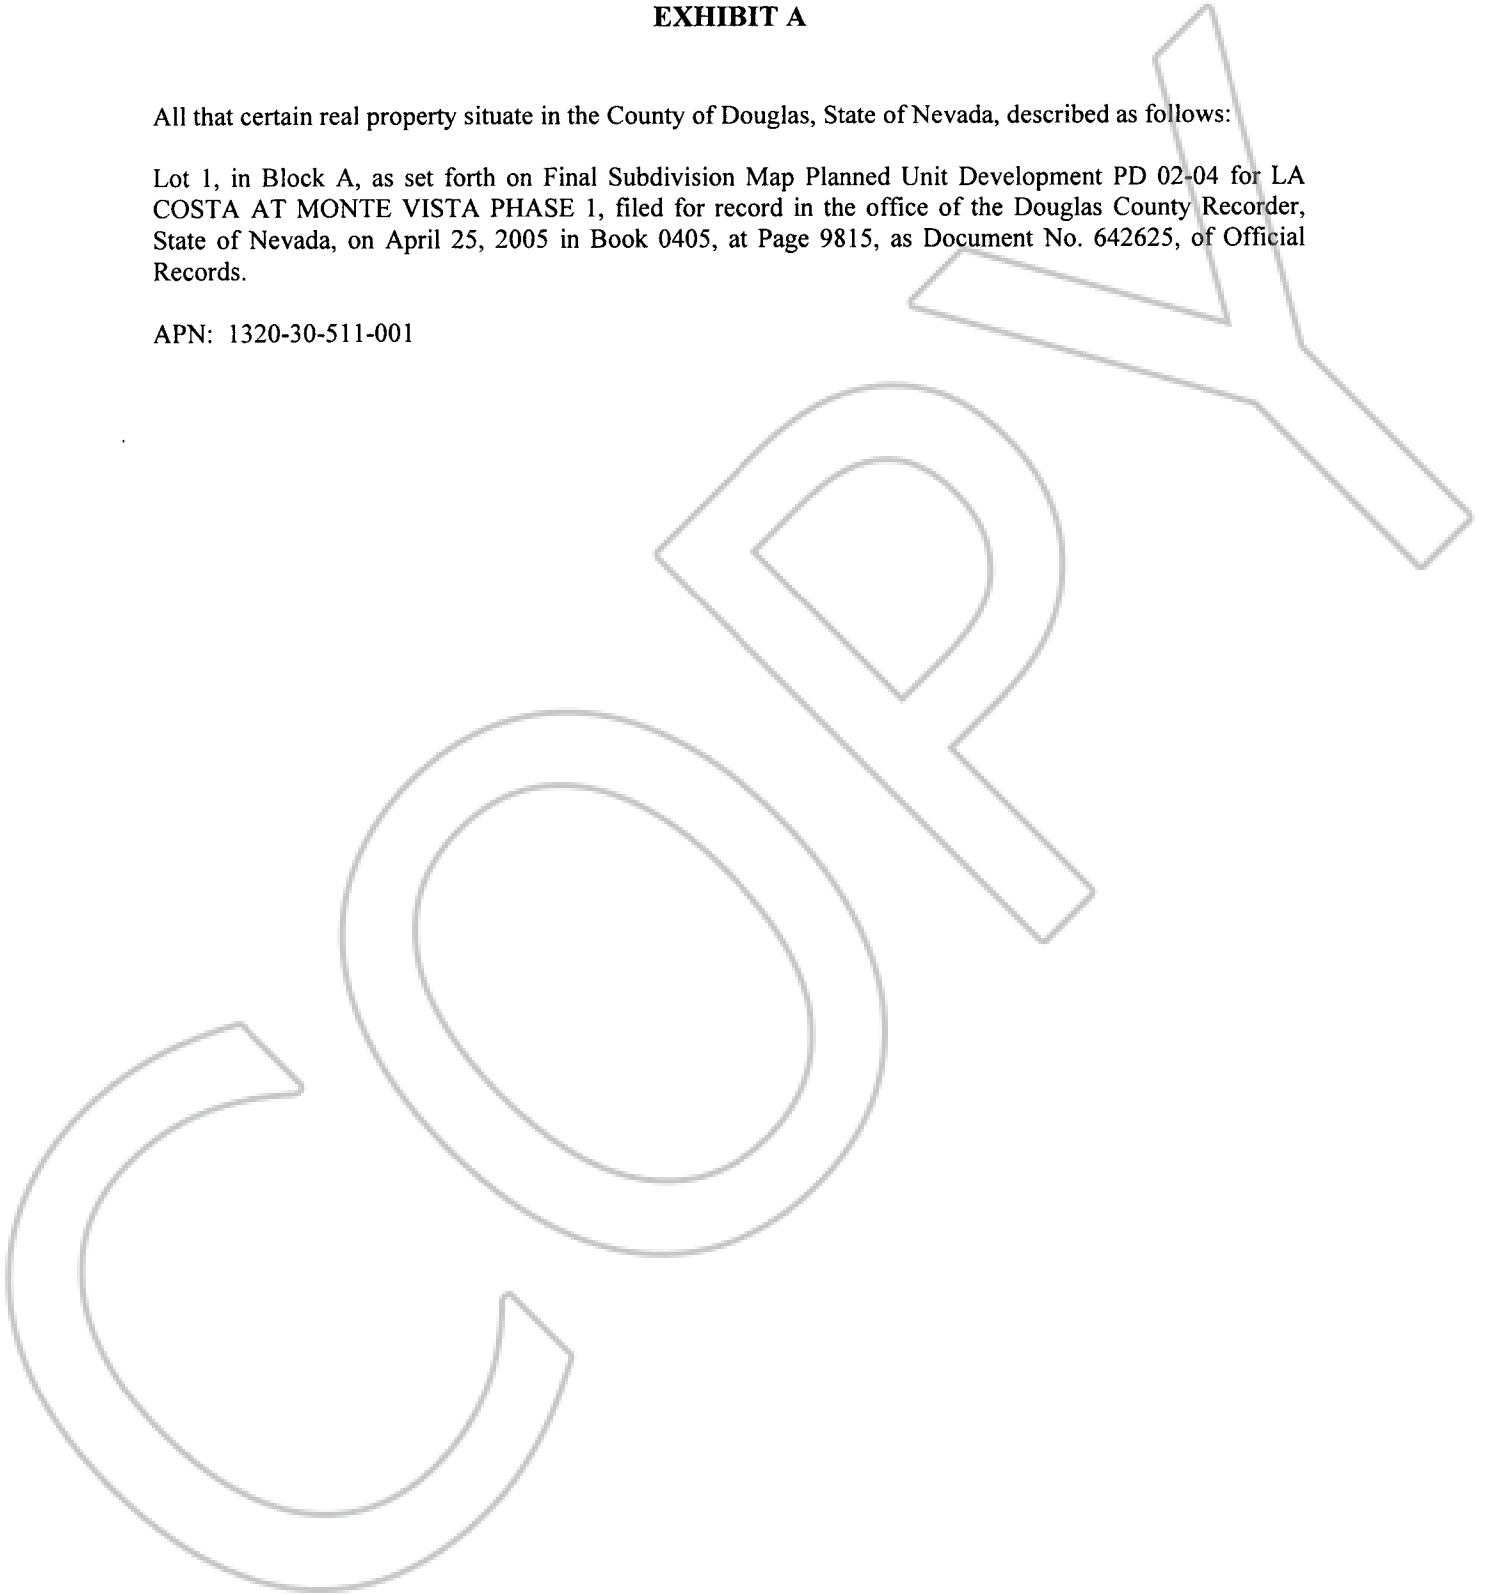 EXHIBIT A
All that certain real property situate in the County of Douglas, State of Nevada, described as follows:
Lot 1, in Block A, as set forth on Final Subdivision Map Planned Unit Development PD 02-04 for LA
COSTA AT MONTE VISTA PHASE 1, filed for record in the office of the Douglas County Recorder,
State of Nevada, on April 25, 2005 in Book 0405, at Page 9815, as Document No. 642625, of Official
Records.
APN: 1320-30-511-001
COPY